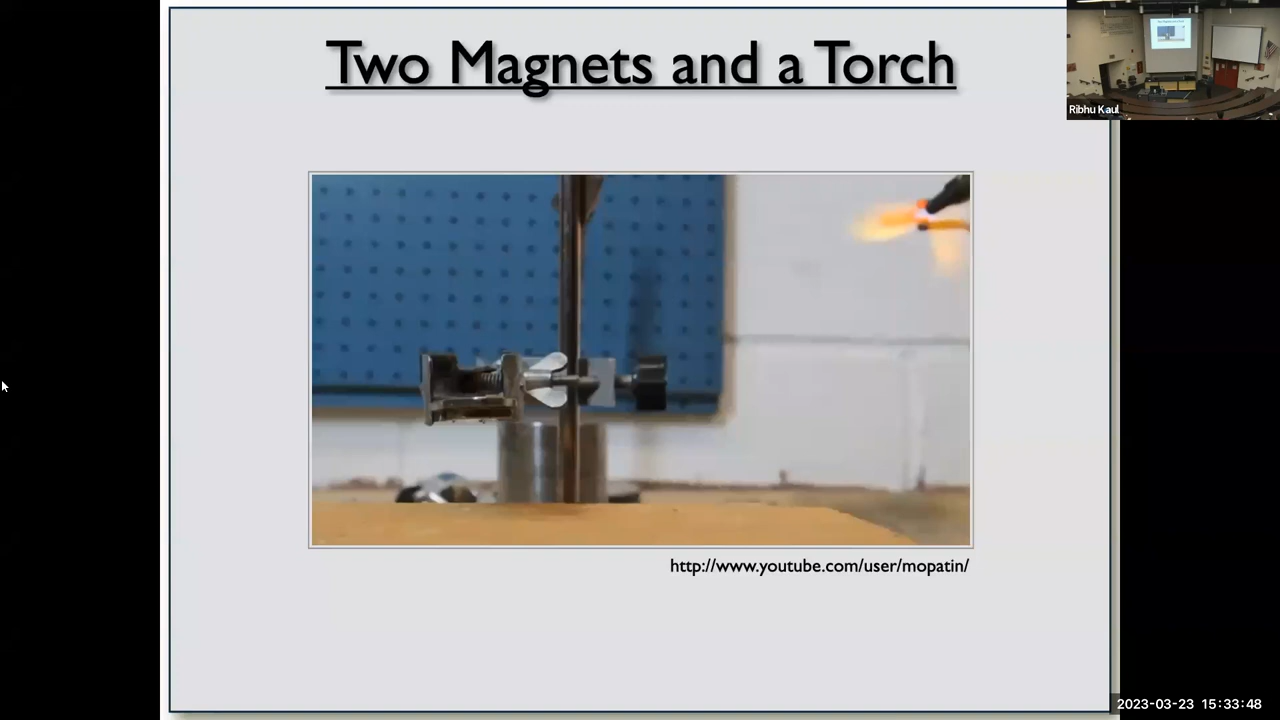 Two Magnets and a Torch
Ribhu Kaul
http://www.youtube.com/user/mopatin/
2023-03-23 15:33:48